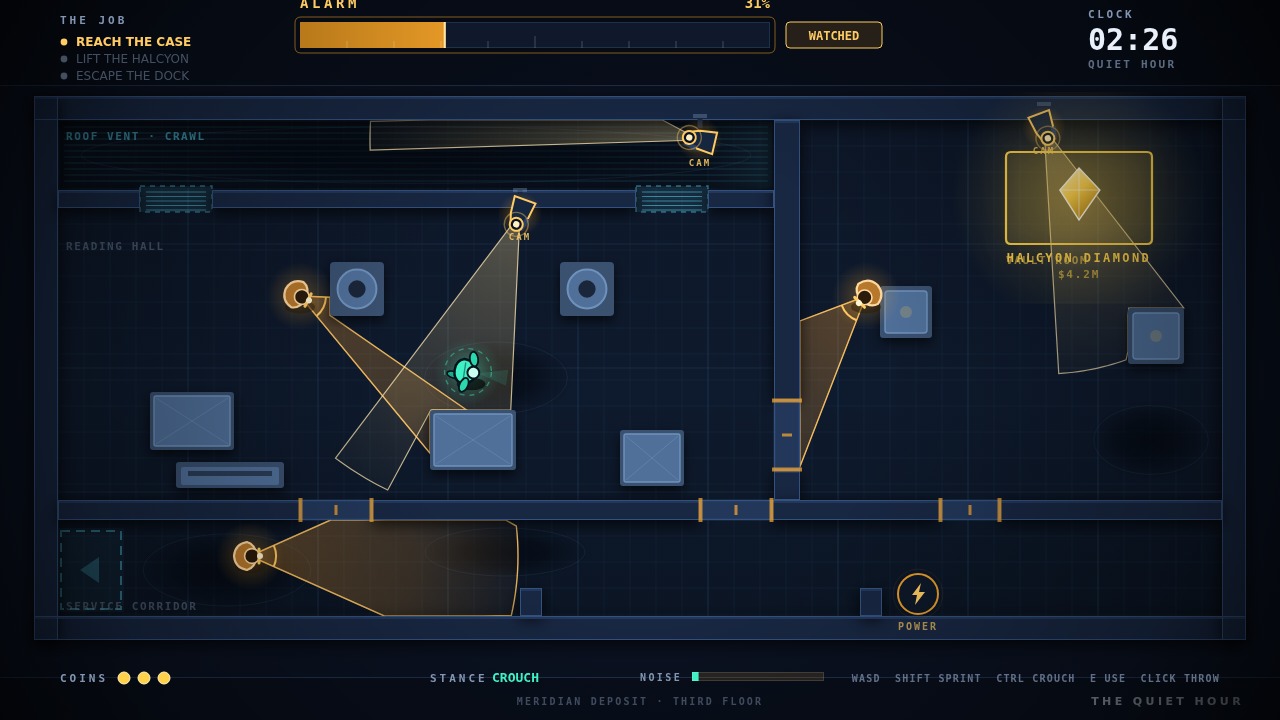 ALARM
31%
THE JOB
REACH THE CASE
LIFT THE HALCYON
ESCAPE THE DOCK
WATCHED
CLOCK
02:26
QUIET HOUR
ROOF VENT · CRAWL
CAM
CAM
CAM
READING HALL
HALCYON DIAMOND
VAULT ROOM
$4.2M
SERVICE CORRIDOR
POWER
COINS
STANCE CROUCH
NOISE
WASD SHIFT SPRINT CTRL CROUCH E USE CLICK THROW
MERIDIAN DEPOSIT · THIRD FLOOR
THE QUIET HOUR